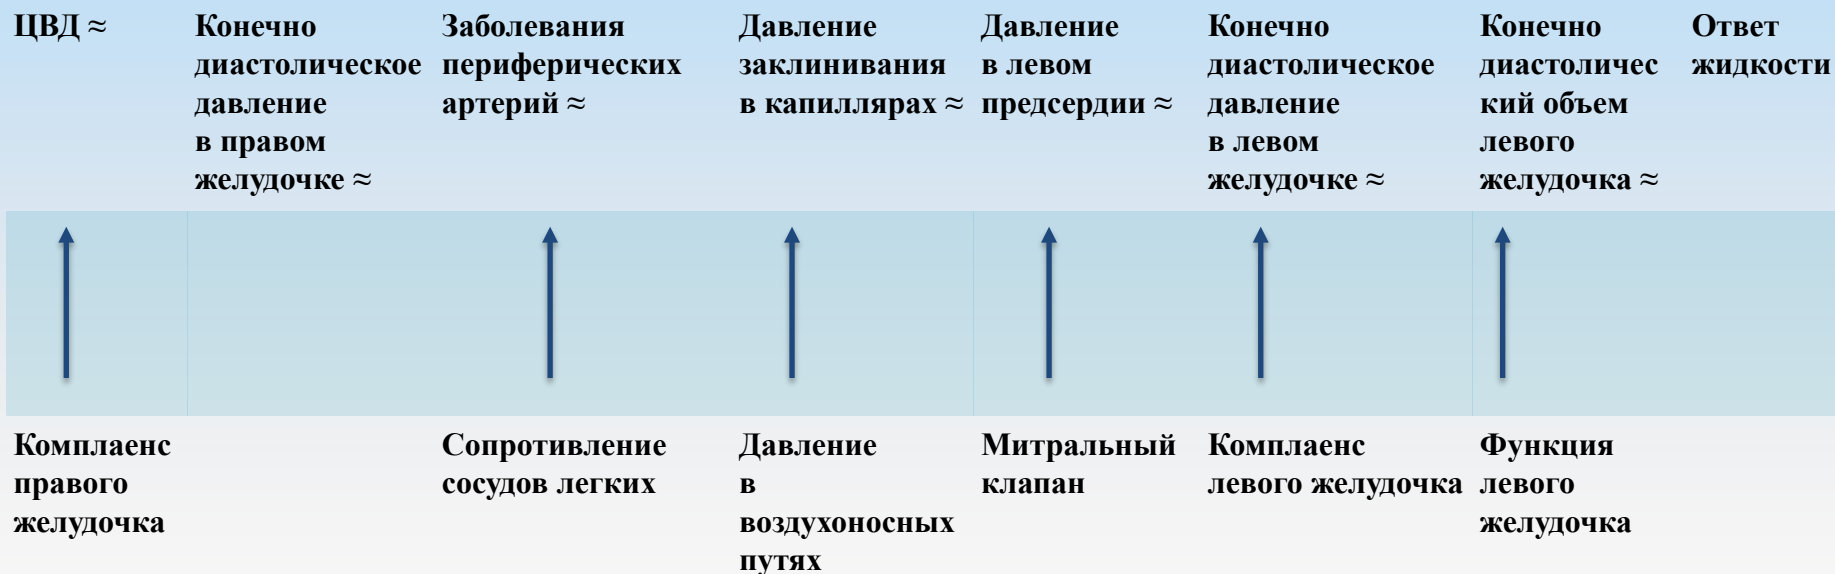 ЦВД ≈
Конечно
диастолическое
давление
в правом
желудочке ≈
Заболевания
периферических
артерий ≈
Давление
заклинивания
в капиллярах ≈
Давление
в левом
предсердии ≈
Конечно
диастолическое
давление
в левом
желудочке ≈
Конечно
диастоличес
кий объем
левого
желудочка ≈
Ответ
жидкости
Комплаенс
правого
желудочка
Сопротивление
сосудов легких
Давление
в
воздухоносных
путях
Митральный
клапан
Комплаенс
левого желудочка
Функция
левого
желудочка